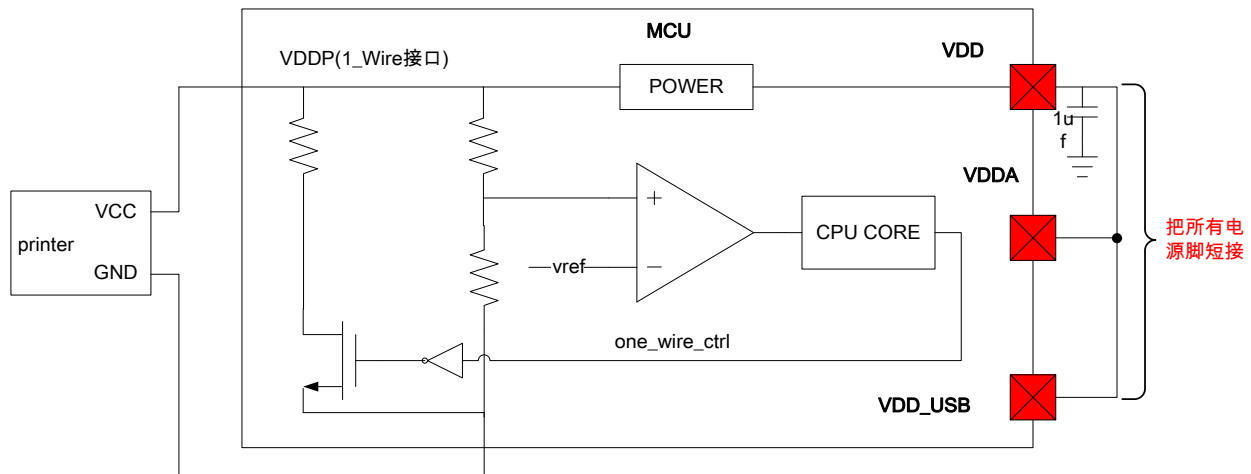 MCU
VDD
VDDP(1_Wire接口)
POWER
1u
f
VDDA
VCC
printer
GND
+
CPU CORE
把所有电
源脚短接
vref
−
one_wire_ctrl
VDD_USB